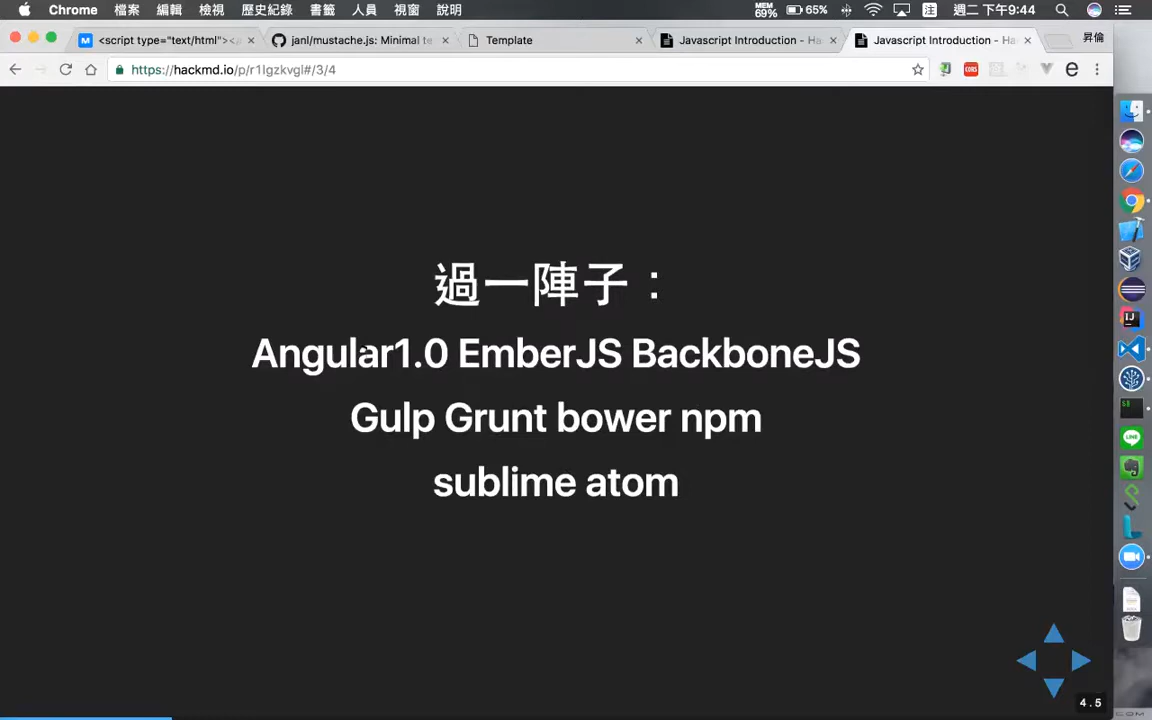 Chrome 檔案 編輯 檢視 歷史紀錄 書籤 人員 視窗 說明 MEM 69% 65% 注 週二 下午9:44
<script type="text/html"><a janl/mustache.js: Minimal te Template Javascript Introduction - Ha Javascript Introduction - Ha 昇倫
https://hackmd.io/p/r1lgzkvgl#/3/4
過一陣子：
Angular1.0 EmberJS BackboneJS
Gulp Grunt bower npm
sublime atom
4.5